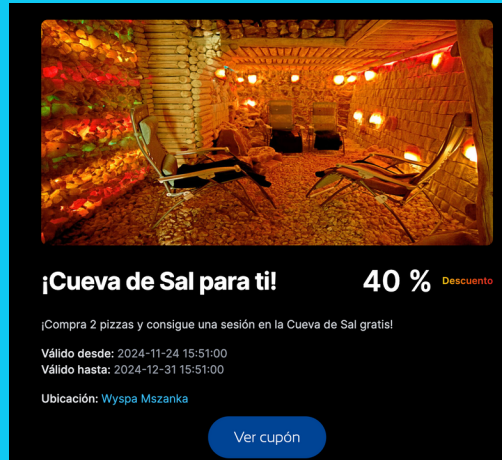 ¡Cueva de Sal para ti!
40 % Descuento
¡Compra 2 pizzas y consigue una sesión en la Cueva de Sal gratis!
Válido desde: 2024-11-24 15:51:00
Válido hasta: 2024-12-31 15:51:00
Ubicación: Wyspa Mszanka
Ver cupón